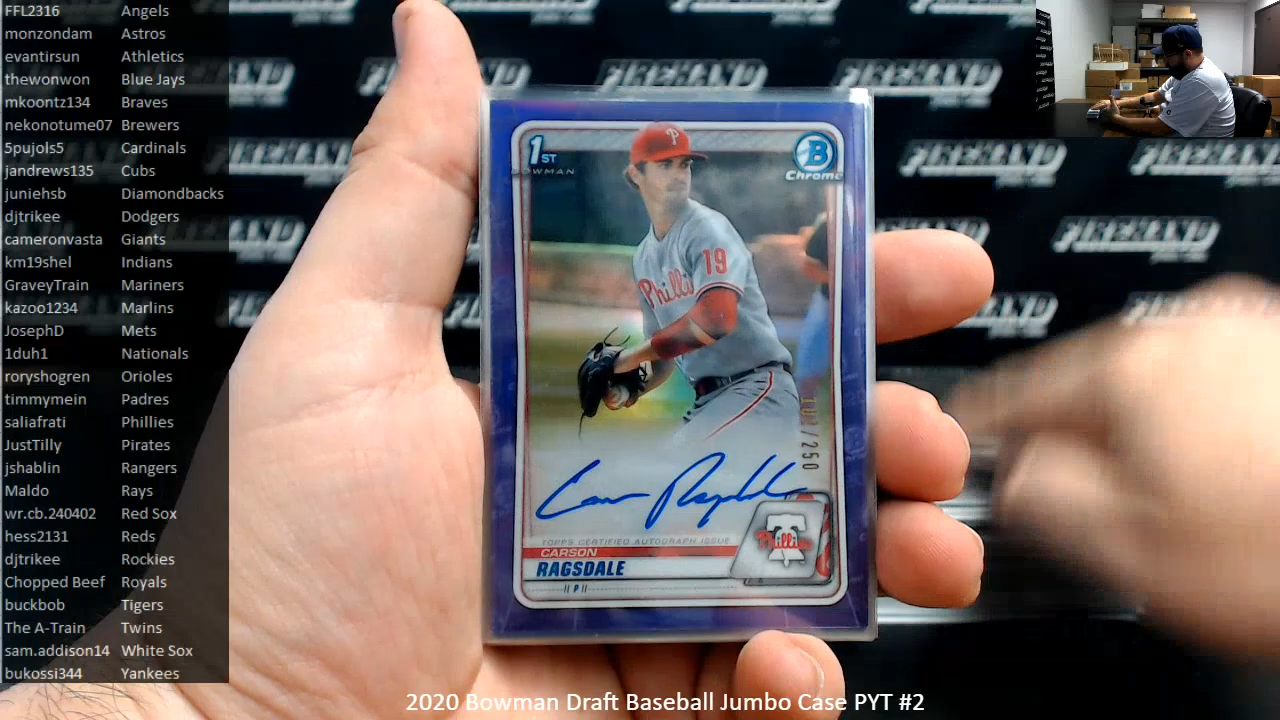 FFL2316 Angels
monzondam Astros
evantirsun Athletics
thewonwon Blue Jays
mkoontz134 Braves
nekonotume07 Brewers
5pujols5 Cardinals
jandrews135 Cubs
juniehsb Diamondbacks
djtrikee Dodgers
cameronvasta Giants
km19shel Indians
GraveyTrain Mariners
kazoo1234 Marlins
JosephD Mets
1duh1 Nationals
roryshogren Orioles
timmymein Padres
saliafrati Phillies
JustTilly Pirates
jshablin Rangers
Maldo Rays
wr.cb.240402 Red Sox
hess2131 Reds
djtrikee Rockies
Chopped Beef Royals
buckbob Tigers
The A-Train Twins
sam.addison14 White Sox
bukossi344 Yankees
FIREHAND
1ST
BOWMAN
B
Chrome
P
19
Phillies
/250
TOPPS CERTIFIED AUTOGRAPH ISSUE
CARSON
RAGSDALE
P
Phillies
2020 Bowman Draft Baseball Jumbo Case PYT #2